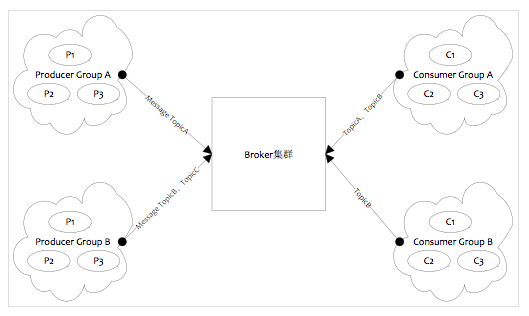 P1
Producer Group A
P2
P3
Message TopicA
C1
Consumer Group A
C2
C3
TopicA、TopicB
Broker集群
P1
Producer Group B
P2
P3
Message TopicB、TopicC
C1
Consumer Group B
C2
C3
TopicB